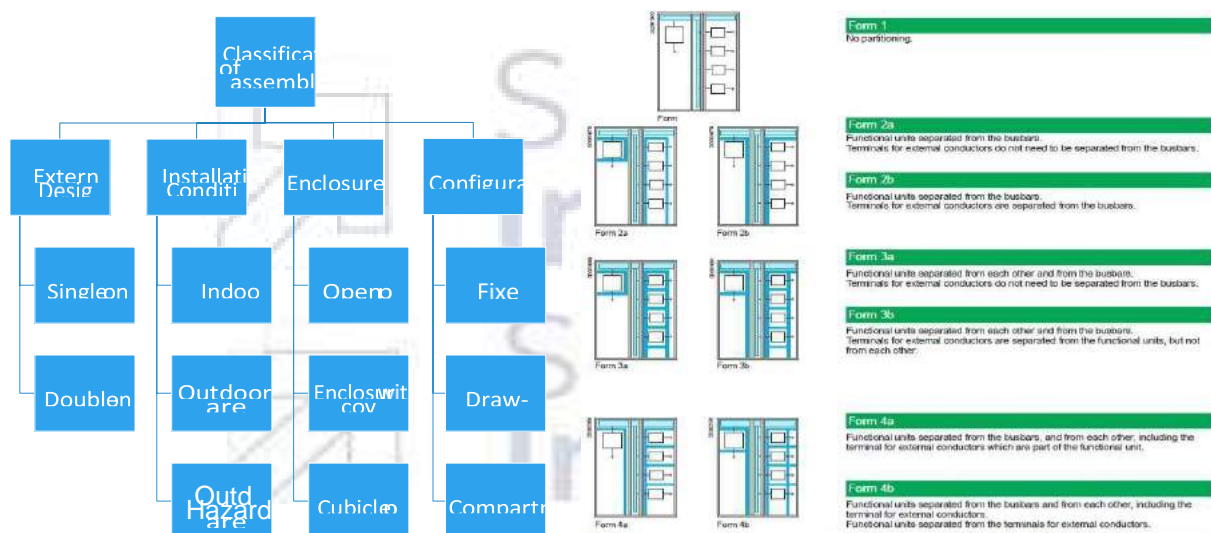 Classificat
of
assembl
Extern
Desig
Installati
Conditi
Enclosure
Configura
Single on
Indoo
Open
Fixe
Double
Outdoor
are
Enclosur wit
cov
Draw-
Outd
Hazard
are
Cubicle
Compartr
Form
Form 2a
Form 2b
Form 3a
Form 3b
Form 4a
Form 4b
Form 1
No partitioning.
Form 2a
Functional units separated from the busbars.
Terminals for external conductors do not need to be separated from the busbars.
Form 2b
Functional units separated from the busbars.
Terminals for external conductors are separated from the busbars.
Form 3a
Functional units separated from each other and from the busbars.
Terminals for external conductors do not need to be separated from the busbars.
Form 3b
Functional units separated from each other and from the busbars.
Terminals for external conductors are separated from the functional units, but not
from each other.
Form 4a
Functional units separated from the busbars, and from each other, including the
terminal for external conductors which are part of the functional unit.
Form 4b
Functional units separated from the busbars and from each other, including the
terminal for external conductors.
Functional units separated from the terminals for external conductors.